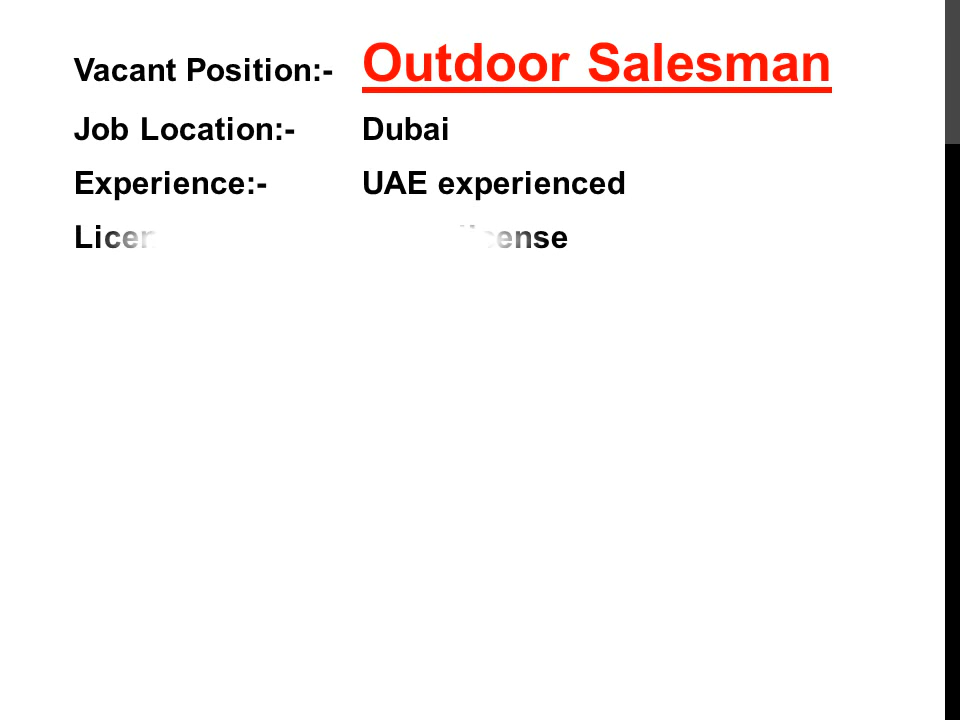 Vacant Position:- Outdoor Salesman
Job Location:- Dubai
Experience:- UAE experienced